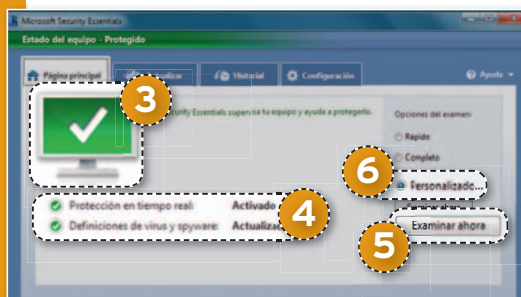 Microsoft Security Essentials
Estado del equipo - Protegido
Página principal
Historial
Configuración
Ayuda
3
Security Essentials supervisa tu equipo y ayuda a protegerlo.
Opciones del examen:
Rápido
Completo
6
Personalizado...
Protección en tiempo real: Activado
4
Definiciones de virus y spyware:
Examinar ahora
5